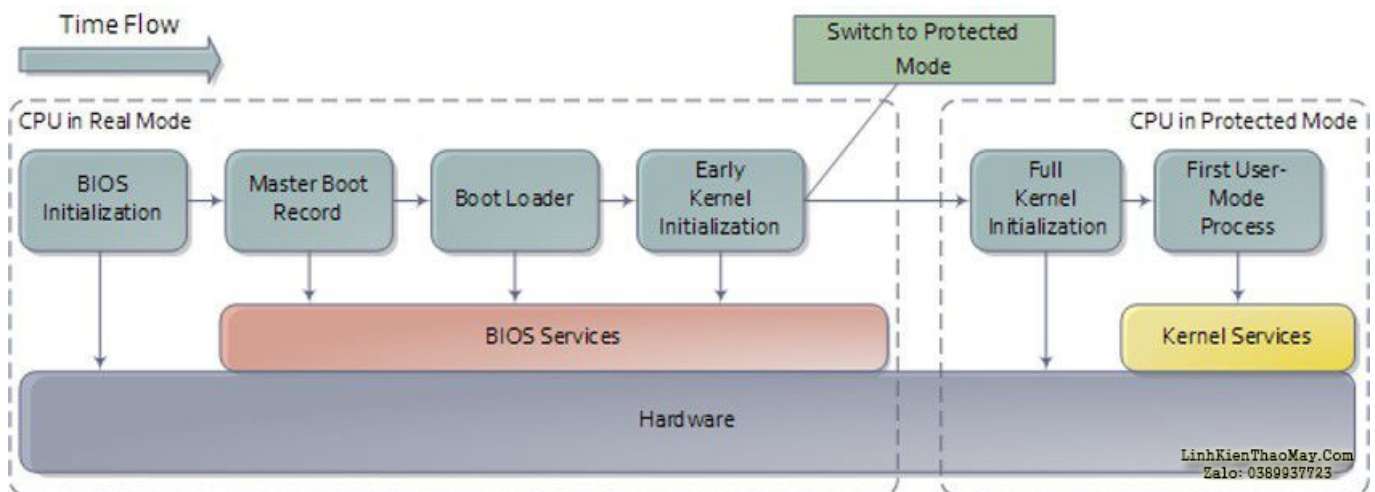 Time Flow
Switch to Protected
Mode
CPU in Real Mode
CPU in Protected Mode
BIOS
Initialization
Master Boot
Record
Boot Loader
Early
Kernel
Initialization
Full
Kernel
Initialization
First User-
Mode
Process
BIOS Services
Kernel Services
Hardware
LinhKienThaoMay.Com
Zalo: 0389937723